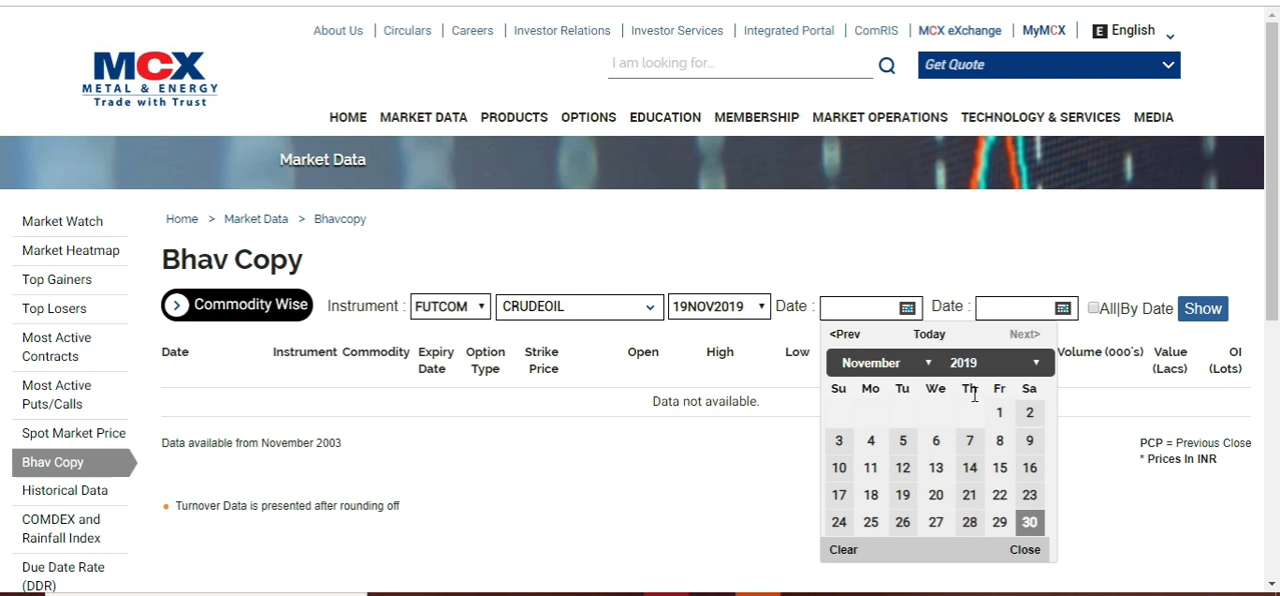 About Us | Circulars | Careers | Investor Relations | Investor Services | Integrated Portal | ComRIS | MCX eXchange | MyMCX | E English
MCX
METAL & ENERGY
Trade with Trust
I am looking for...
Get Quote
HOME MARKET DATA PRODUCTS OPTIONS EDUCATION MEMBERSHIP MARKET OPERATIONS TECHNOLOGY & SERVICES MEDIA
Market Data
Market Watch
Market Heatmap
Top Gainers
Top Losers
Most Active
Contracts
Most Active
Puts/Calls
Spot Market Price
Bhav Copy
Historical Data
COMDEX and
Rainfall Index
Due Date Rate
(DDR)
Home > Market Data > Bhavcopy
Bhav Copy
Commodity Wise Instrument : FUTCOM CRUDEOIL 19NOV2019 Date : Date : All|By Date Show
Date Instrument Commodity Expiry Date Option Type Strike Price Open High Low Volume (000's) Value (Lacs) OI (Lots)
Data not available.
Data available from November 2003
PCP = Previous Close
* Prices In INR
Turnover Data is presented after rounding off
<Prev Today Next>
November 2019
Su Mo Tu We Th Fr Sa
1 2
3 4 5 6 7 8 9
10 11 12 13 14 15 16
17 18 19 20 21 22 23
24 25 26 27 28 29 30
Clear Close